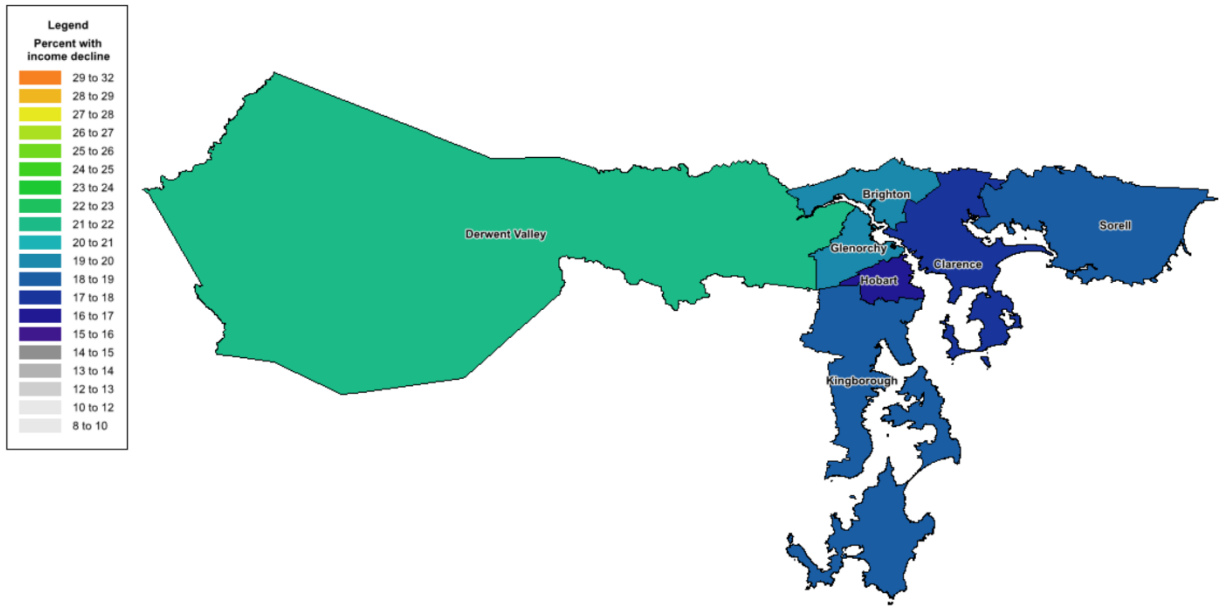 Legend
Percent with
income decline
29 to 32
28 to 29
27 to 28
26 to 27
25 to 26
24 to 25
23 to 24
22 to 23
21 to 22
20 to 21
19 to 20
18 to 19
17 to 18
16 to 17
15 to 16
14 to 15
13 to 14
12 to 13
10 to 12
8 to 10
Brighton
Sorell
Derwent Valley
Glenorchy
Clarence
Hobart
Kingborough